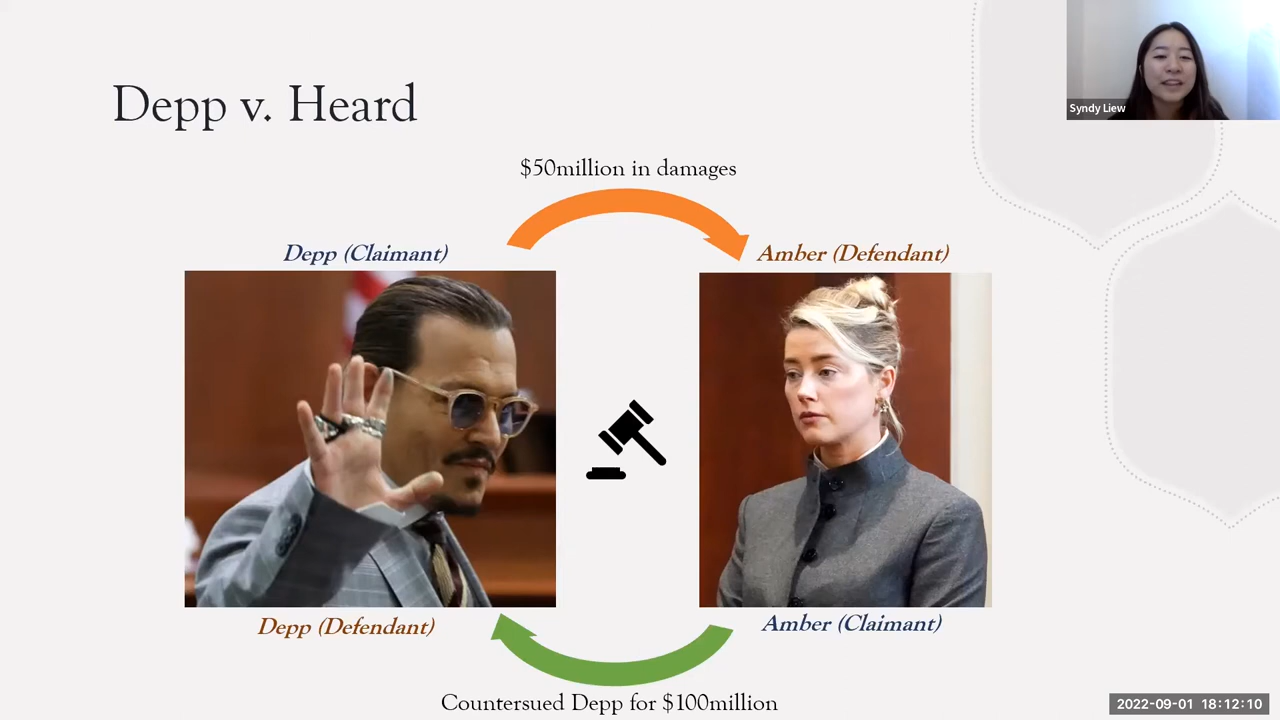 Depp v. Heard
Syndy Liew
$50million in damages
Depp (Claimant)
Amber (Defendant)
Depp (Defendant)
Amber (Claimant)
Countersued Depp for $100million
2022-09-01 18:12:10